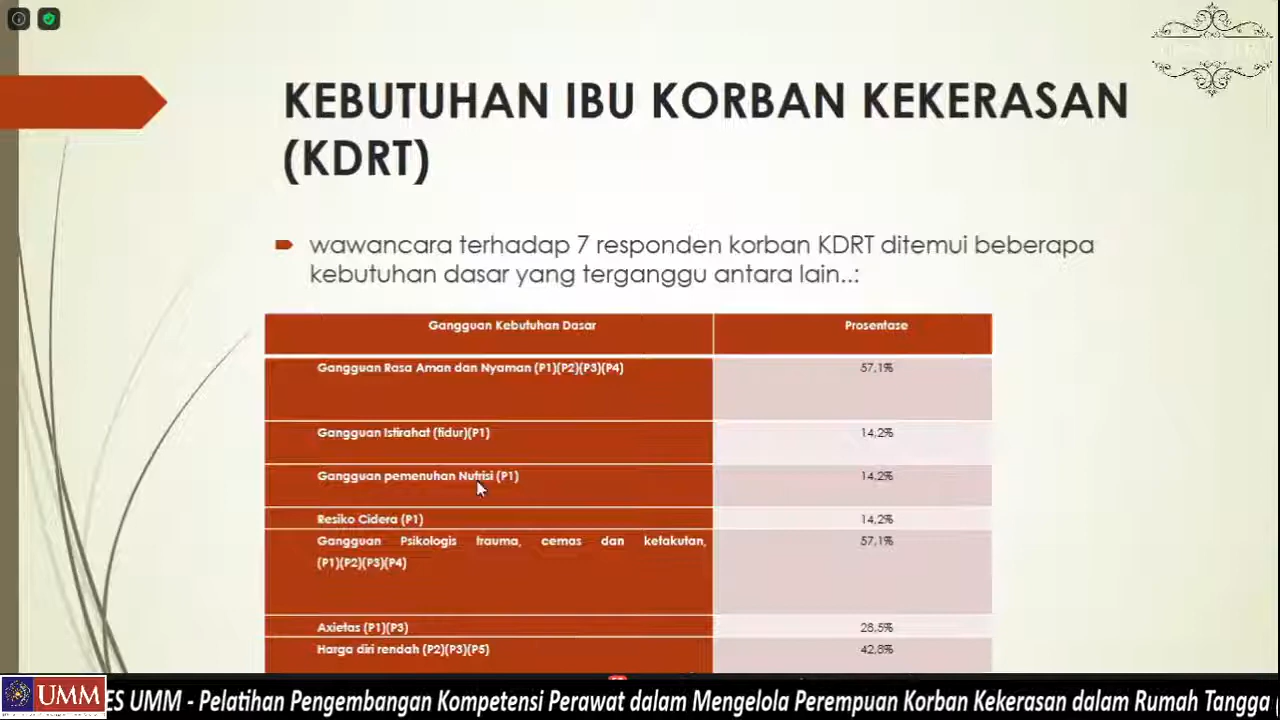 KEBUTUHAN IBU KORBAN KEKERASAN
(KDRT)
wawancara terhadap 7 responden korban KDRT ditemui beberapa
kebutuhan dasar yang terganggu antara lain..:
Gangguan Kebutuhan Dasar Prosentase
Gangguan Rasa Aman dan Nyaman (P1)(P2)(P3)(P4) 57,1%
Gangguan Istirahat (tidur)(P1) 14,2%
Gangguan pemenuhan Nutrisi (P1) 14,2%
Resiko Cidera (P1) 14,2%
Gangguan Psikologis trauma, cemas dan ketakutan, 57,1%
(P1)(P2)(P3)(P4)
Axietas (P1)(P3) 28,5%
Harga diri rendah (P2)(P3)(P5) 42,8%
UMM
ES UMM - Pelatihan Pengembangan Kompetensi Perawat dalam Mengelola Perempuan Korban Kekerasan dalam Rumah Tangga (